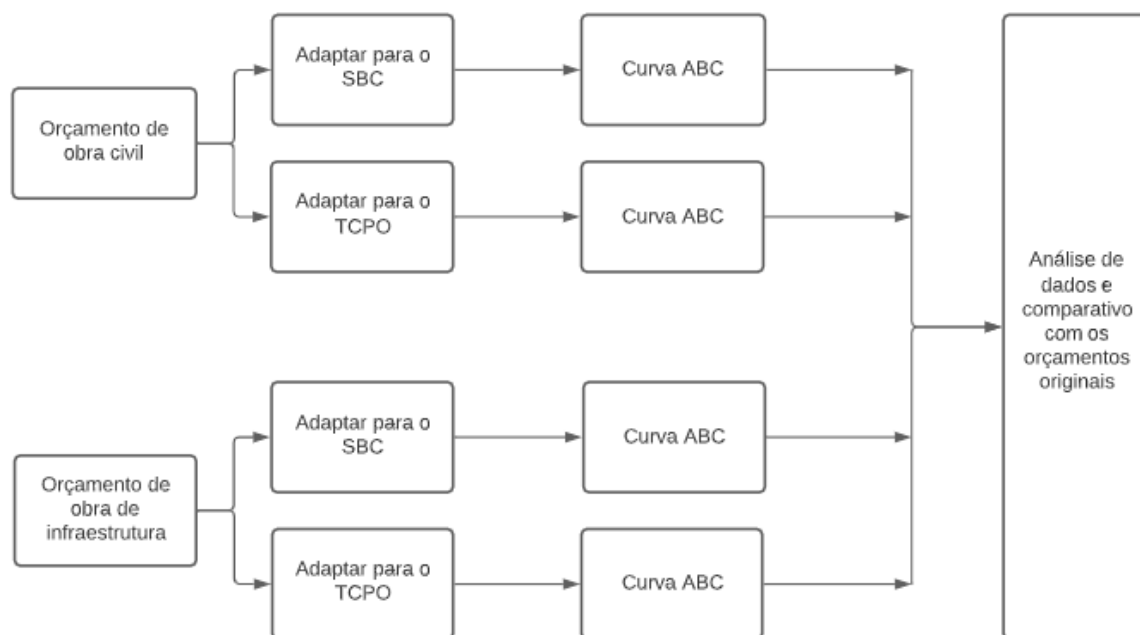 Orçamento de
obra civil
Adaptar para o
SBC
Curva ABC
Adaptar para o
TCPO
Curva ABC
Orçamento de
obra de
infraestrutura
Adaptar para o
SBC
Curva ABC
Adaptar para o
TCPO
Curva ABC
Análise de
dados e
comparativo
com os
orçamentos
originais